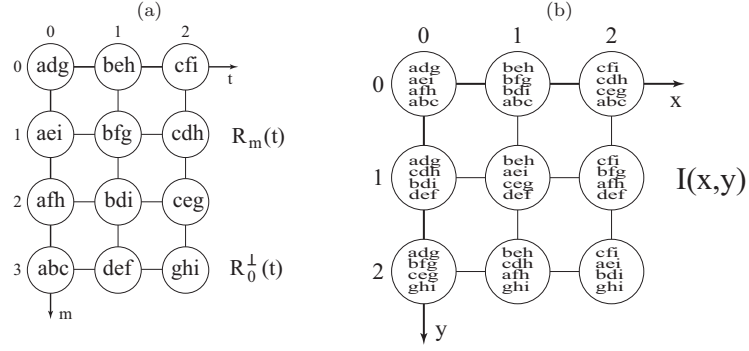 (a)
0 1 2
0 adg beh cfi
t
1 aei bfg cdh R_m(t)
2 afh bdi ceg
3 abc def ghi R_0^⊥(t)
m
(b)
0 1 2
0
adg beh cfi
aei bfg cdh
afh bdi ceg
abc abc abc
x
1
adg beh cfi
cdh aei bfg
bdi ceg afh
def def def
I(x,y)
2
adg beh cfi
bfg cdh aei
ceg afh bdi
ghi ghi ghi
y